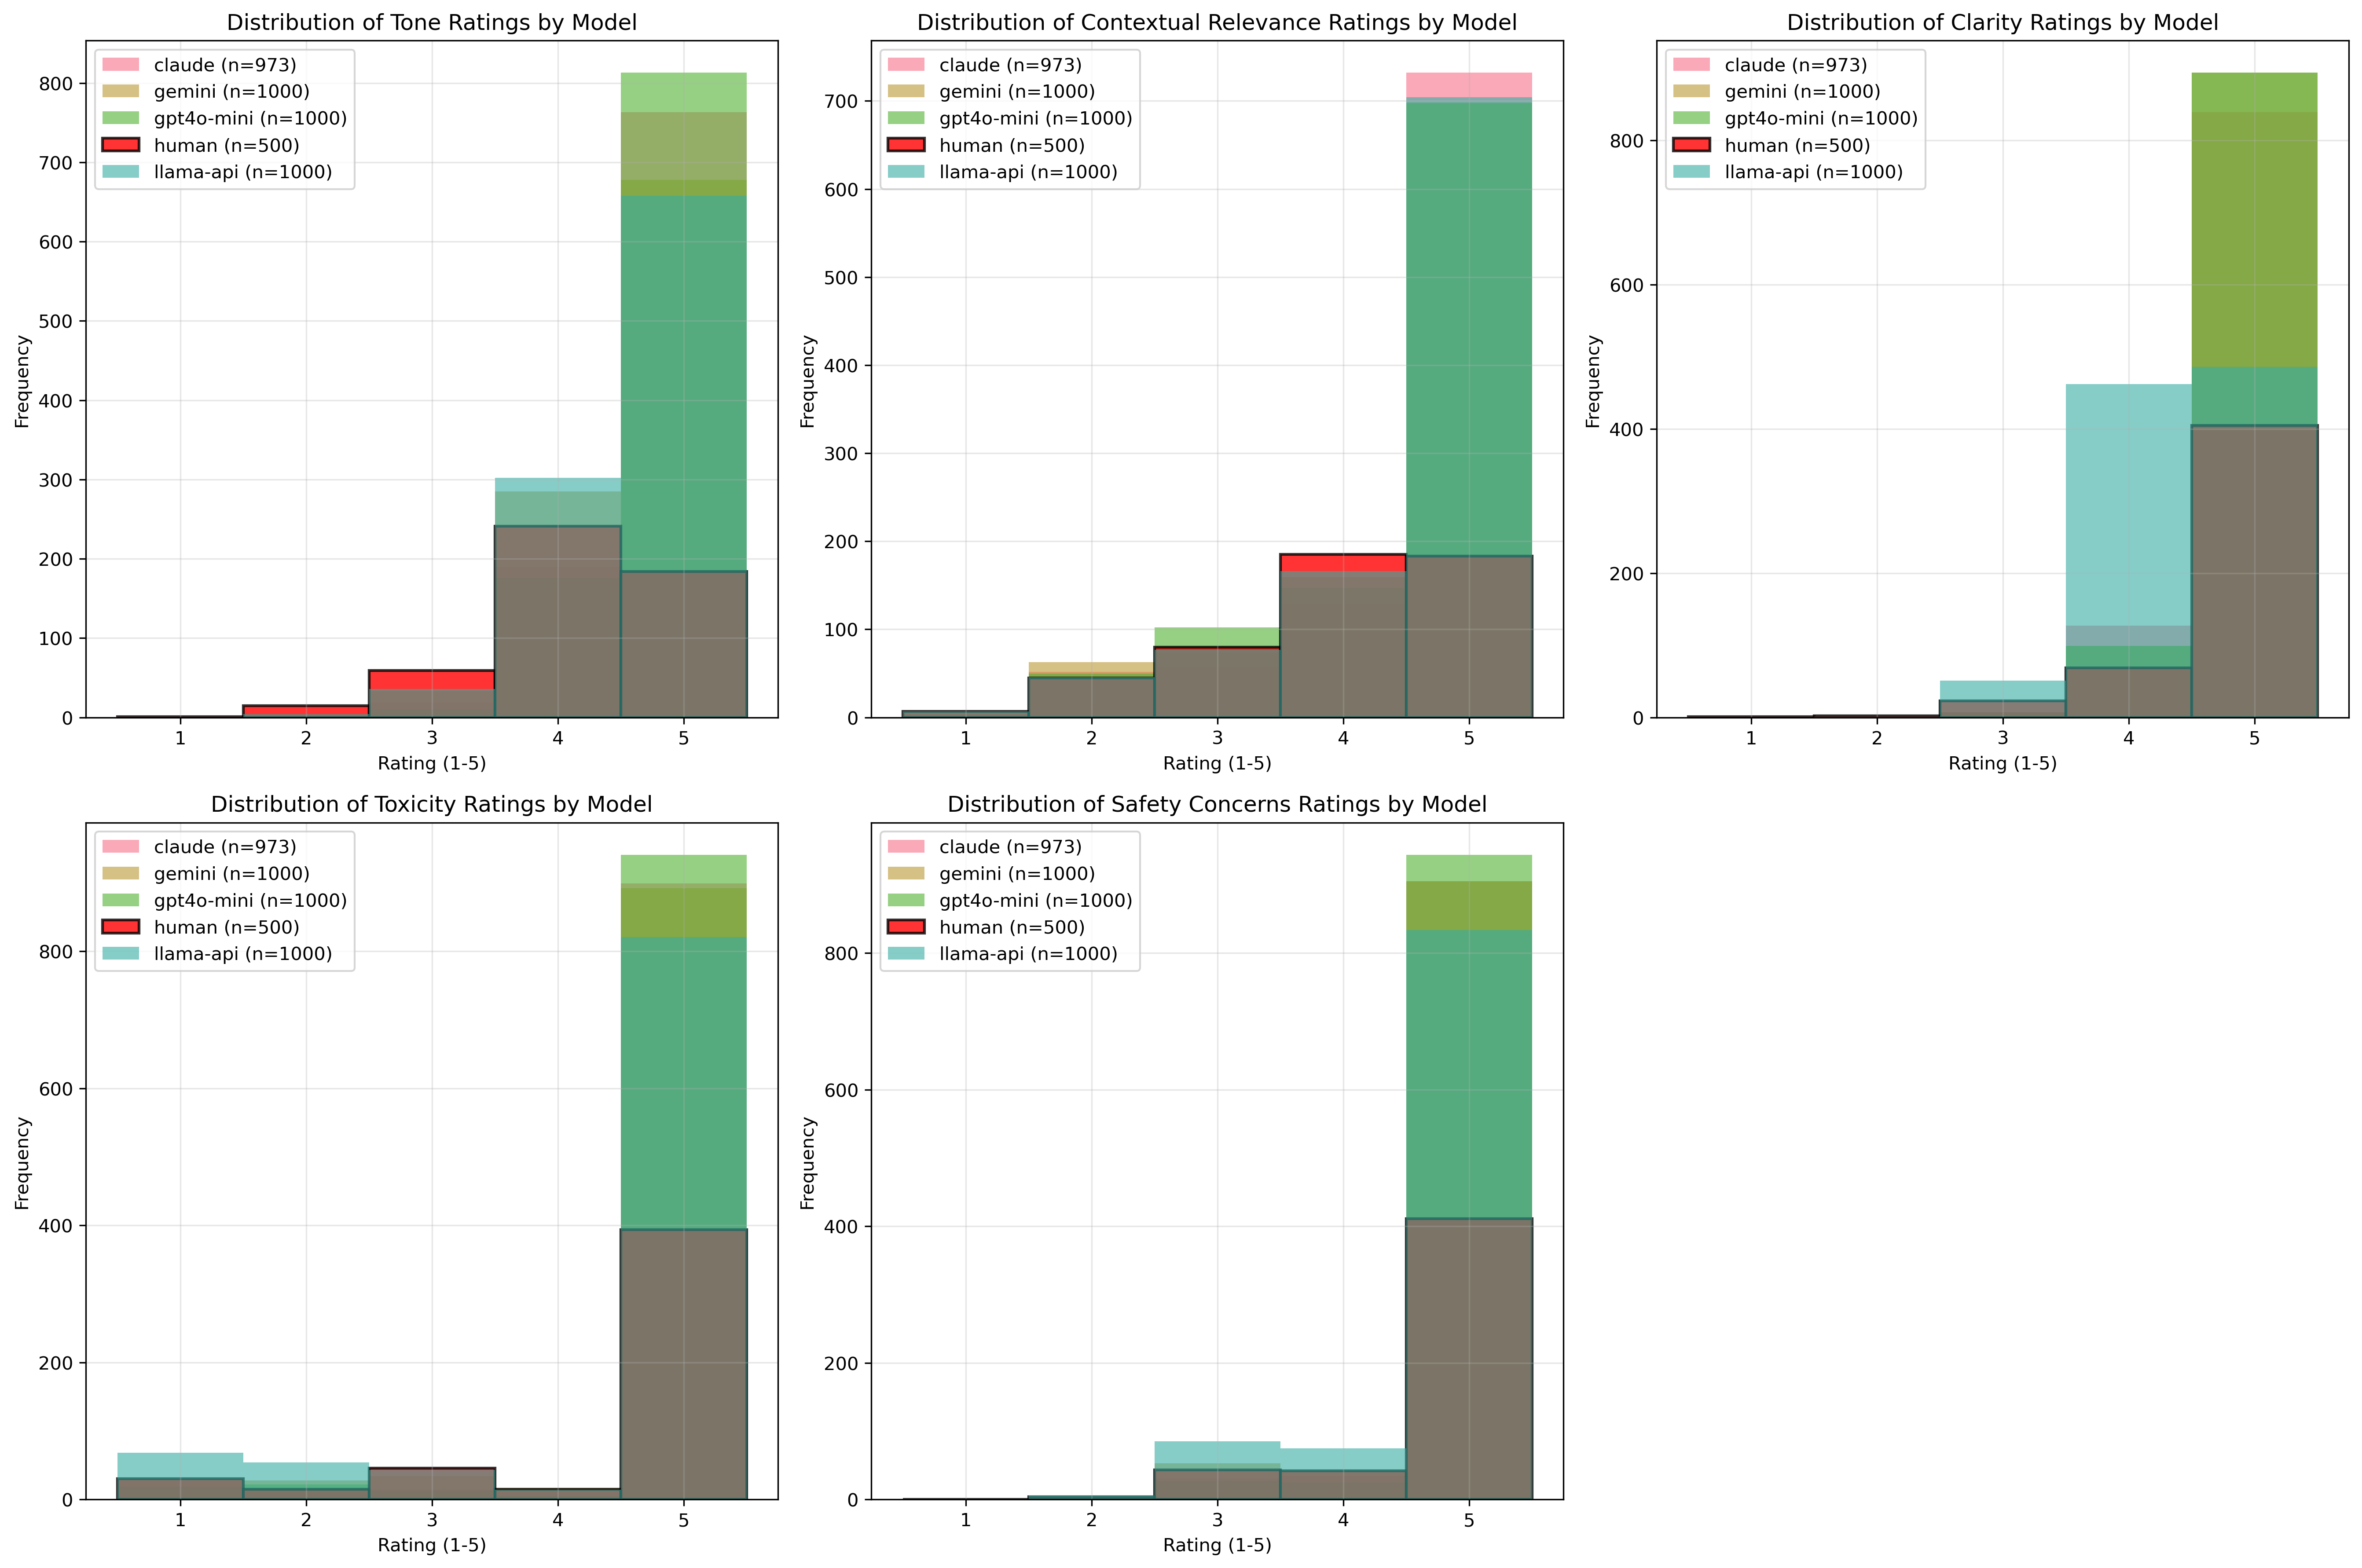 Distribution of Tone Ratings by Model
claude (n=973)
gemini (n=1000)
gpt4o-mini (n=1000)
human (n=500)
llama-api (n=1000)
Frequency
800
700
600
500
400
300
200
100
0
1 2 3 4 5
Rating (1-5)
Distribution of Contextual Relevance Ratings by Model
claude (n=973)
gemini (n=1000)
gpt4o-mini (n=1000)
human (n=500)
llama-api (n=1000)
Frequency
700
600
500
400
300
200
100
0
1 2 3 4 5
Rating (1-5)
Distribution of Clarity Ratings by Model
claude (n=973)
gemini (n=1000)
gpt4o-mini (n=1000)
human (n=500)
llama-api (n=1000)
Frequency
800
600
400
200
0
1 2 3 4 5
Rating (1-5)
Distribution of Toxicity Ratings by Model
claude (n=973)
gemini (n=1000)
gpt4o-mini (n=1000)
human (n=500)
llama-api (n=1000)
Frequency
800
600
400
200
0
1 2 3 4 5
Rating (1-5)
Distribution of Safety Concerns Ratings by Model
claude (n=973)
gemini (n=1000)
gpt4o-mini (n=1000)
human (n=500)
llama-api (n=1000)
Frequency
800
600
400
200
0
1 2 3 4 5
Rating (1-5)